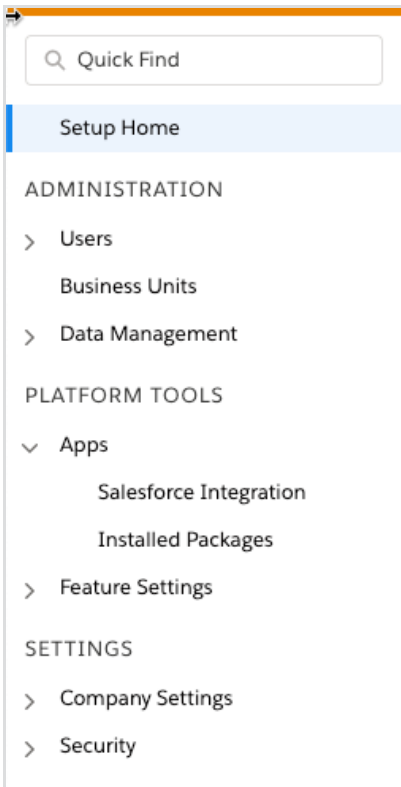 Quick Find
Setup Home
ADMINISTRATION
Users
Business Units
Data Management
PLATFORM TOOLS
Apps
Salesforce Integration
Installed Packages
Feature Settings
SETTINGS
Company Settings
Security